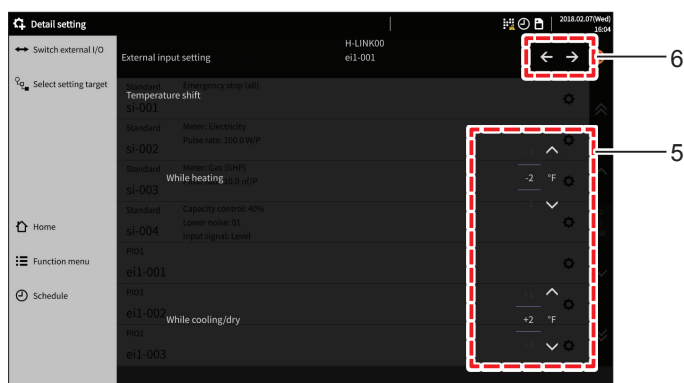 Detail setting
2018.02.07(Wed)
16:04
Switch external I/O
Select setting target
Home
Function menu
Schedule
External input setting
H-LINK00
ei1-001
Standard
Emergency stop (all)
Temperature shift
si-001
Standard
Meter: Electricity
Pulse rate: 100.0 W/P
si-002
Standard
Meter: Gas (GHP)
While heating
-2 °F
si-003
Standard
Capacity control: 40%
Lower noise: 01
Input signal: Level
si-004
PIO1
ei1-001
PIO1
ei1-002
While cooling/dry
+1
+2 °F
PIO1
ei1-003
6
5